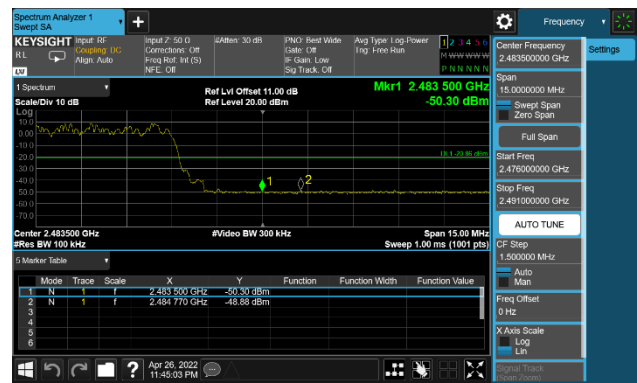 Spectrum Analyzer 1
Swept SA
Frequency
KEYSIGHT
Input: RF
Input Z: 50 Ω
#Atten: 30 dB
PNO: Best Wide
Avg Type: Log-Power
1 2 3 4 5 6
RL
Coupling: DC
Corrections: Off
Gate: Off
Trig: Free Run
M W W W W W
Align: Auto
Freq Ref: Int (S)
IF Gain: Low
NFE: Off
Sig Track: Off
P N N N N N
LXI
Center Frequency
2.483500000 GHz
Settings
1 Spectrum
Ref Lvl Offset 11.00 dB
Mkr1 2.483 500 GHz
Scale/Div 10 dB
Ref Level 20.00 dBm
-50.30 dBm
Span
15.0000000 MHz
Swept Span
Zero Span
Full Span
Log
10.0
0.00
-10.0
-20.0
DL1 -20.96 dBm
-30.0
-40.0
1
2
-50.0
-60.0
-70.0
Start Freq
2.476000000 GHz
Stop Freq
2.491000000 GHz
AUTO TUNE
Center 2.483500 GHz
#Video BW 300 kHz
Span 15.00 MHz
#Res BW 100 kHz
Sweep 1.00 ms (1001 pts)
CF Step
1.500000 MHz
Auto
Man
5 Marker Table
Mode Trace Scale X Y Function Function Width Function Value
1 N 1 f 2.483 500 GHz -50.30 dBm
2 N 1 f 2.484 770 GHz -48.88 dBm
3
4
5
6
Freq Offset
0 Hz
X Axis Scale
Log
Lin
Signal Track
(Span Zoom)
?
Apr 26, 2022
11:45:03 PM